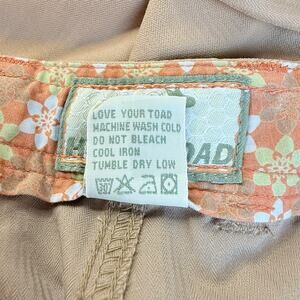 LOVE YOUR TOAD
MACHINE WASH COLD
DO NOT BLEACH
COOL IRON
TUMBLE DRY LOW